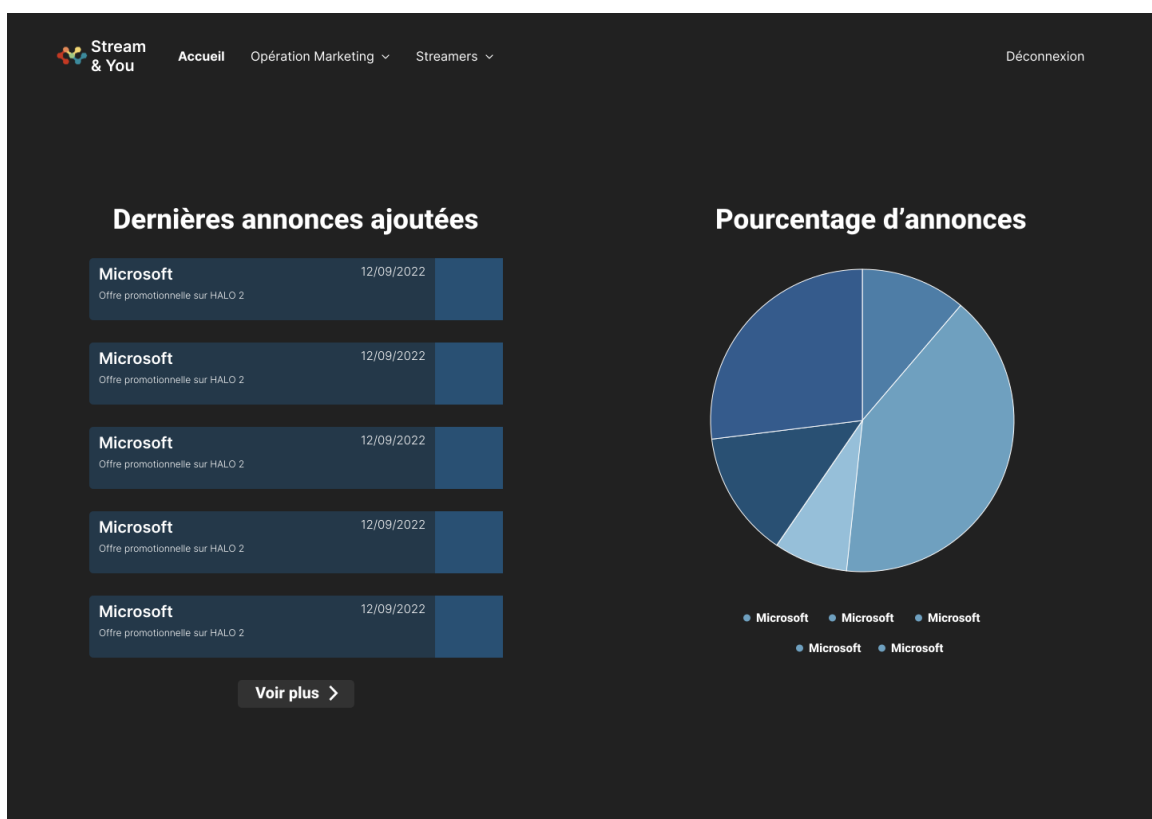 Stream
& You
Accueil Opération Marketing Streamers Déconnexion
Dernières annonces ajoutées
Microsoft 12/09/2022
Offre promotionnelle sur HALO 2
Microsoft 12/09/2022
Offre promotionnelle sur HALO 2
Microsoft 12/09/2022
Offre promotionnelle sur HALO 2
Microsoft 12/09/2022
Offre promotionnelle sur HALO 2
Microsoft 12/09/2022
Offre promotionnelle sur HALO 2
Voir plus
Pourcentage d’annonces
Microsoft Microsoft Microsoft
Microsoft Microsoft